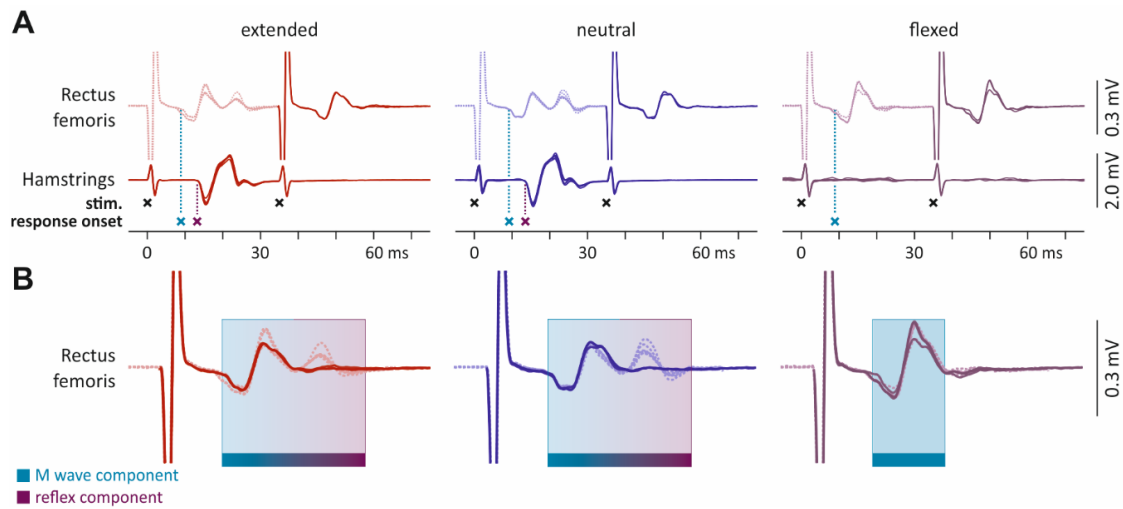 A
extended
neutral
flexed
Rectus
femoris
0.3 mV
Hamstrings
2.0 mV
stim.
response onset
0 30 60 ms
0 30 60 ms
0 30 60 ms
B
Rectus
femoris
0.3 mV
M wave component
reflex component